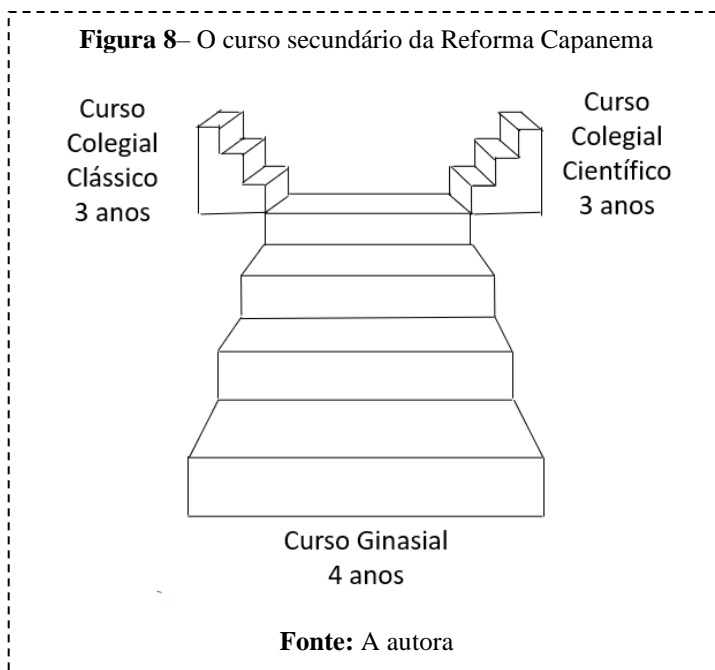 Figura 8– O curso secundário da Reforma Capanema
Curso
Colegial
Clássico
3 anos
Curso
Colegial
Científico
3 anos
Curso Ginasial
4 anos
Fonte: A autora